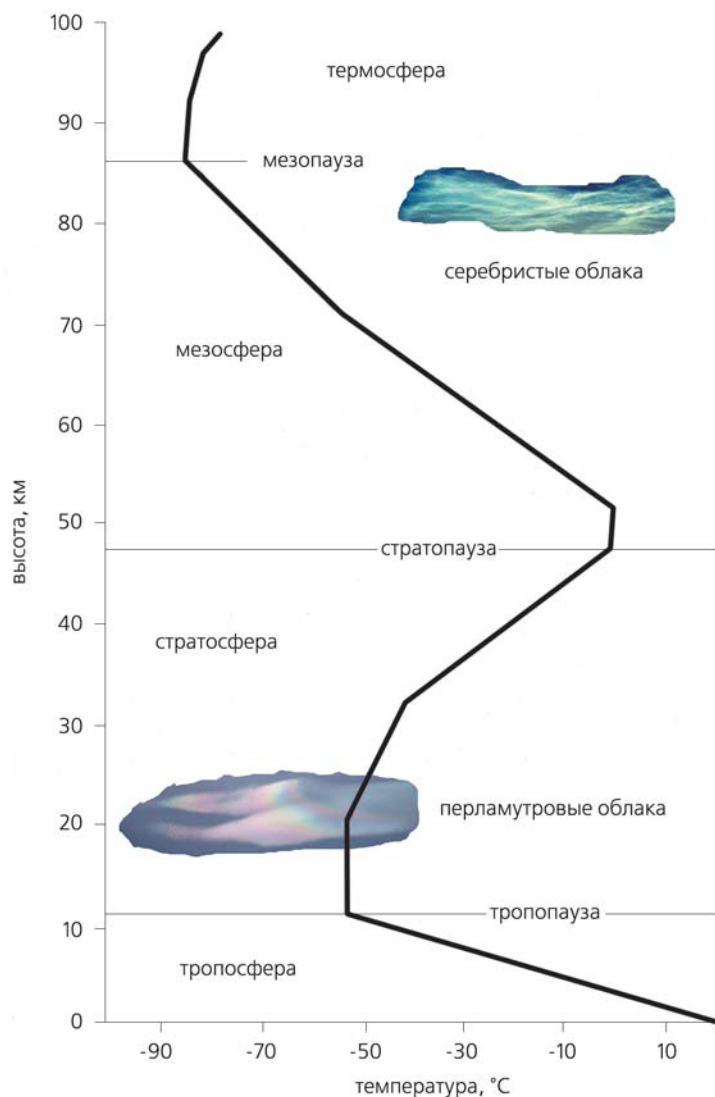 100
термосфера
90
мезопауза
80
серебристые облака
70
мезосфера
60
высота, км
50
стратопауза
40
стратосфера
30
перламутровые облака
20
тропопауза
10
тропосфера
0
-90 -70 -50 -30 -10 10
температура, °C